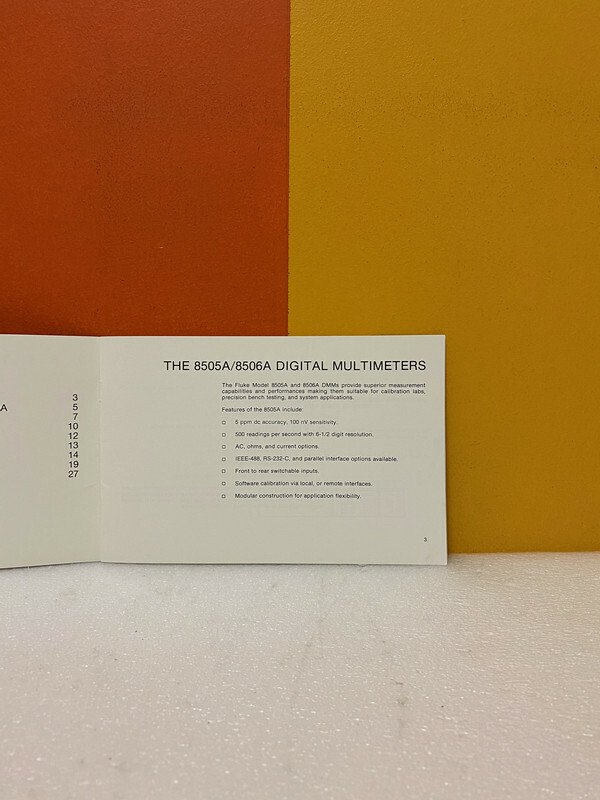 A
3
5
7
10
12
13
14
19
27
THE 8505A/8506A DIGITAL MULTIMETERS
The Fluke Model 8505A and 8506A DMMs provide superior measurement
capabilities and performances making them suitable for calibration labs,
precision bench testing, and system applications.
Features of the 8505A include:
5 ppm dc accuracy, 100 nV sensitivity.
500 readings per second with 6-1/2 digit resolution.
AC, ohms, and current options.
IEEE-488, RS-232-C, and parallel interface options available.
Front to rear switchable inputs.
Software calibration via local, or remote interfaces.
Modular construction for application flexibility.
3